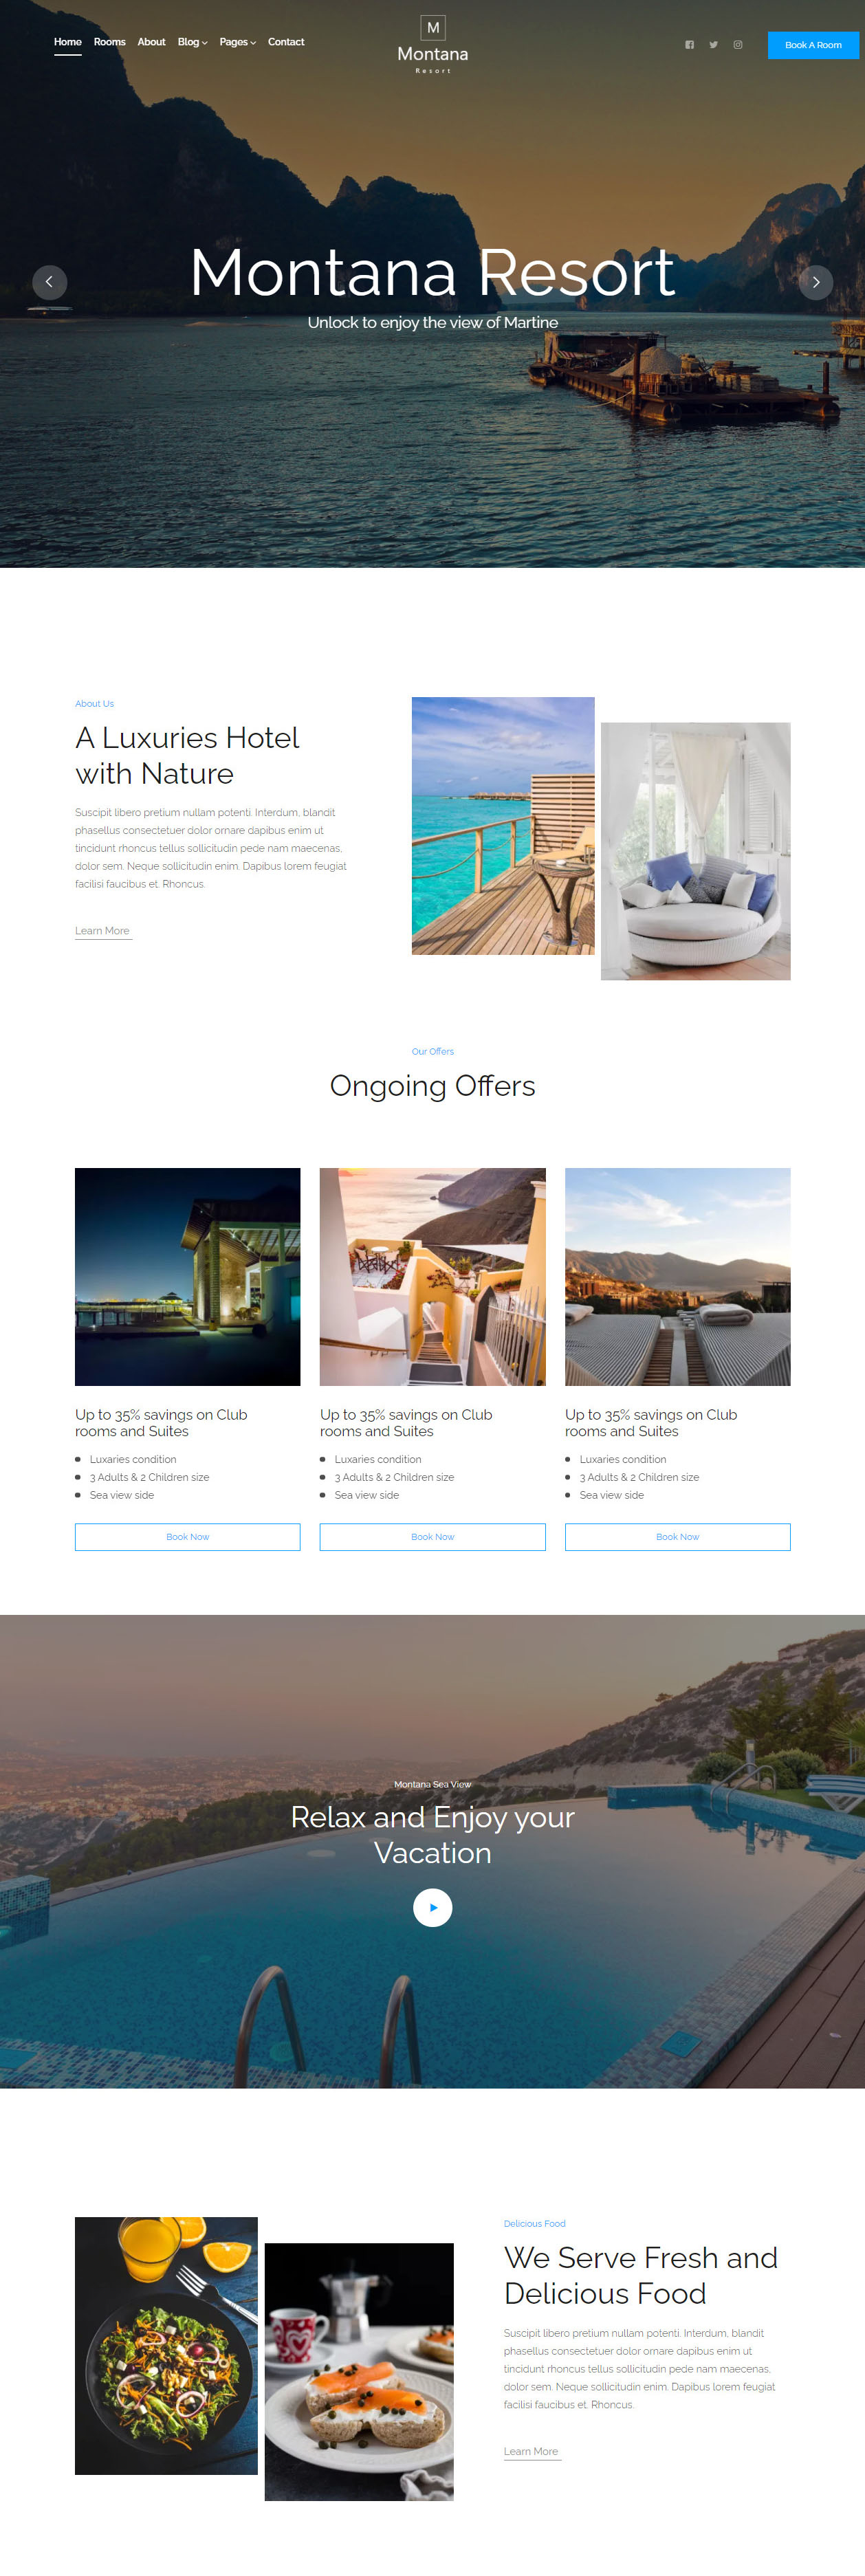 Home Rooms About Blog Pages Contact
M
Montana
Resort
Book A Room
Montana Resort
Unlock to enjoy the view of Martine
About Us
A Luxuries Hotel
with Nature
Suscipit libero pretium nullam potenti. Interdum, blandit
phasellus consectetuer dolor ornare dapibus enim ut
tincidunt rhoncus tellus sollicitudin pede nam maecenas,
dolor sem. Neque sollicitudin enim. Dapibus lorem feugiat
facilisi faucibus et. Rhoncus.
Learn More
Our Offers
Ongoing Offers
Up to 35% savings on Club
rooms and Suites
Luxaries condition
3 Adults & 2 Children size
Sea view side
Book Now
Up to 35% savings on Club
rooms and Suites
Luxaries condition
3 Adults & 2 Children size
Sea view side
Book Now
Up to 35% savings on Club
rooms and Suites
Luxaries condition
3 Adults & 2 Children size
Sea view side
Book Now
Montana Sea View
Relax and Enjoy your
Vacation
Delicious Food
We Serve Fresh and
Delicious Food
Suscipit libero pretium nullam potenti. Interdum, blandit
phasellus consectetuer dolor ornare dapibus enim ut
tincidunt rhoncus tellus sollicitudin pede nam maecenas,
dolor sem. Neque sollicitudin enim. Dapibus lorem feugiat
facilisi faucibus et. Rhoncus.
Learn More